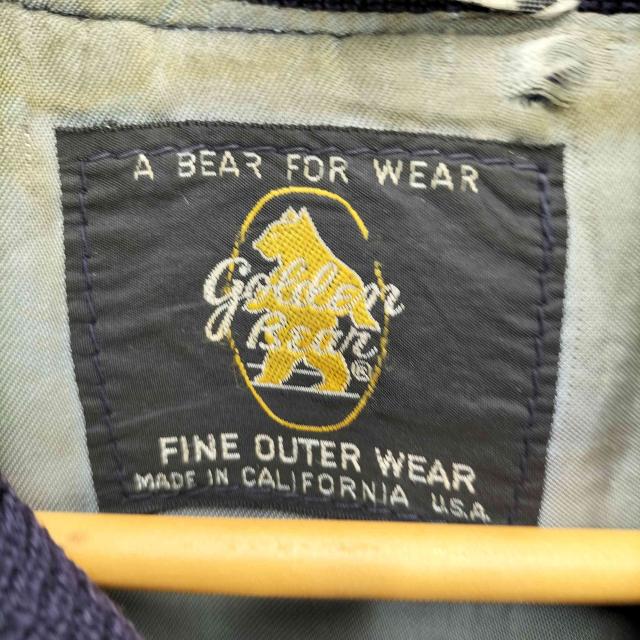 A BEAR FOR WEAR
Golden
Bear®
FINE OUTER WEAR
MADE IN CALIFORNIA U.S.A.